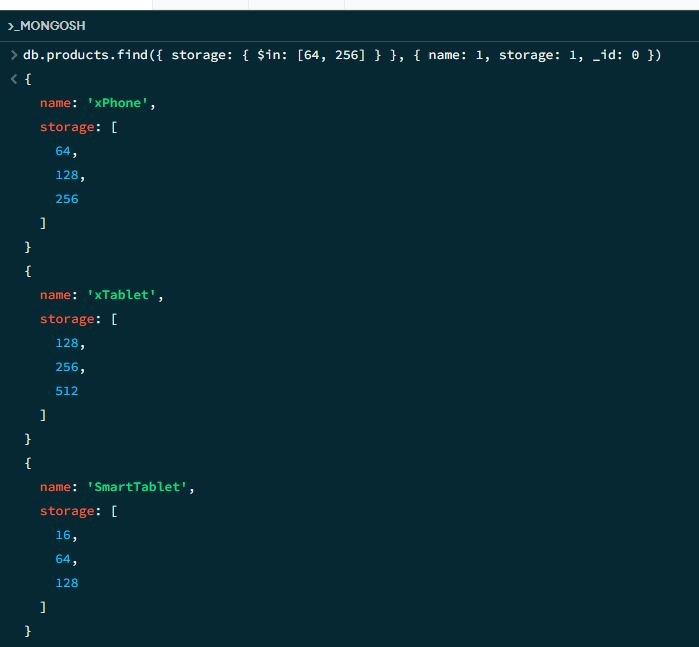 >_MONGOSH
> db.products.find({ storage: { $in: [64, 256] } }, { name: 1, storage: 1, _id: 0 })
< {
name: 'xPhone',
storage: [
64,
128,
256
]
}
{
name: 'xTablet',
storage: [
128,
256,
512
]
}
{
name: 'SmartTablet',
storage: [
16,
64,
128
]
}